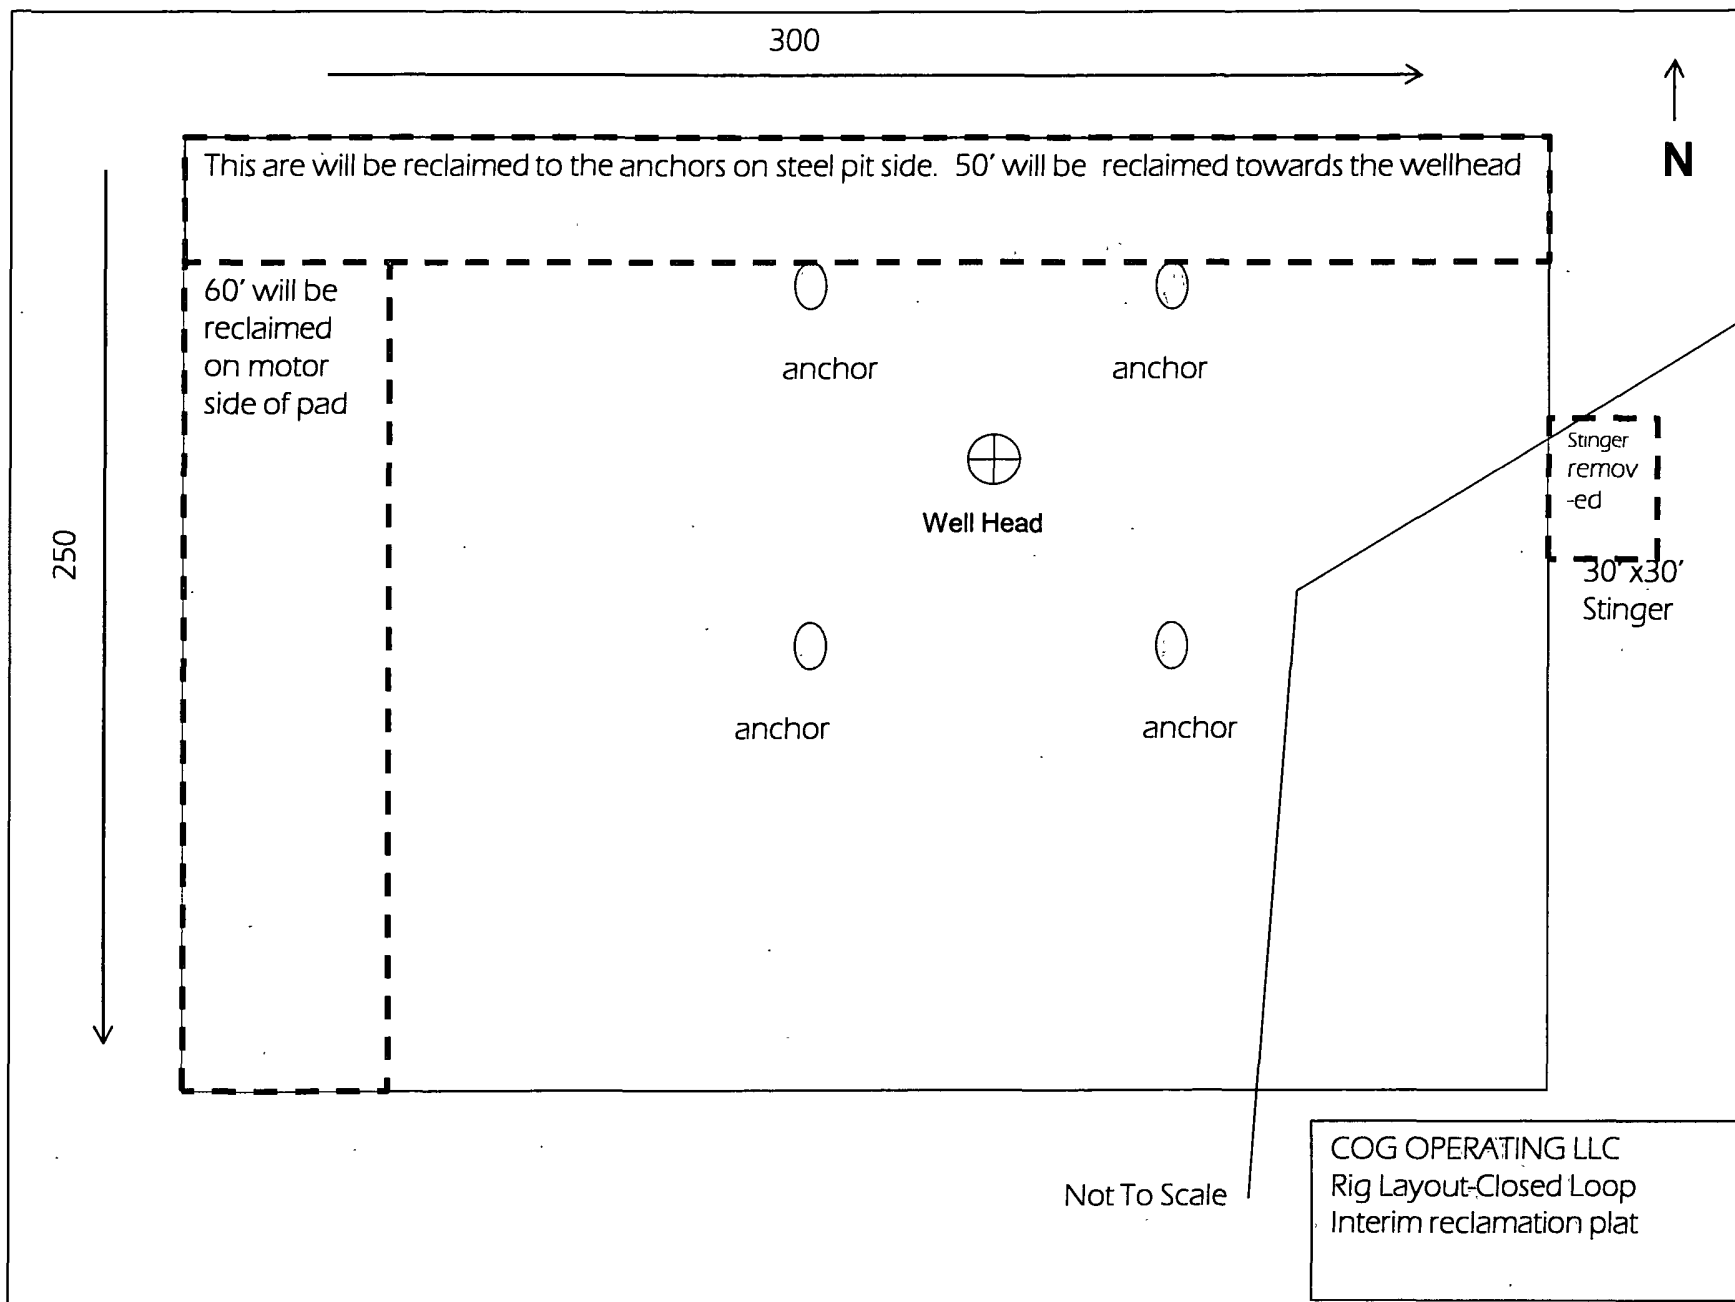 300
N
This are will be reclaimed to the anchors on steel pit side. 50' will be reclaimed towards the wellhead
60' will be
reclaimed
on motor
side of pad
anchor
anchor
Stinger
remov
-ed
Well Head
250
30'x30'
Stinger
anchor
anchor
Not To Scale
COG OPERATING LLC
Rig Layout-Closed Loop
Interim reclamation plat